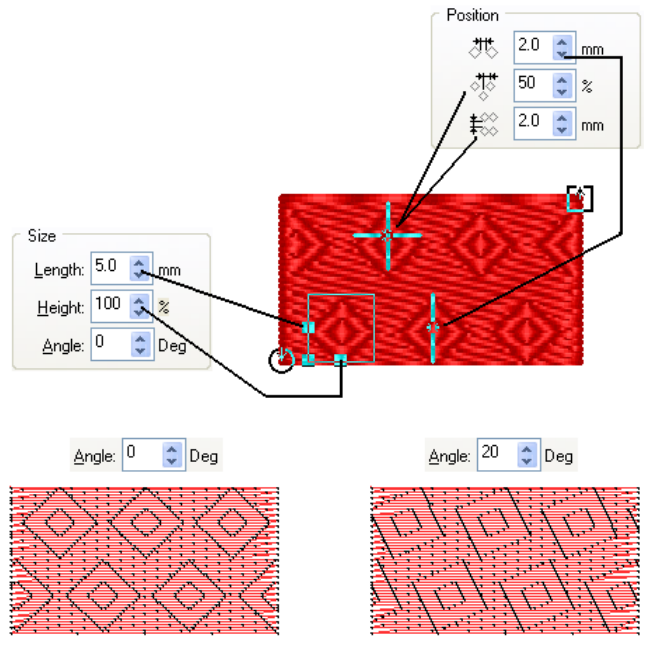 Position
2.0 mm
50 %
2.0 mm
Size
Length: 5.0 mm
Height: 100 %
Angle: 0 Deg
Angle: 0 Deg
Angle: 20 Deg